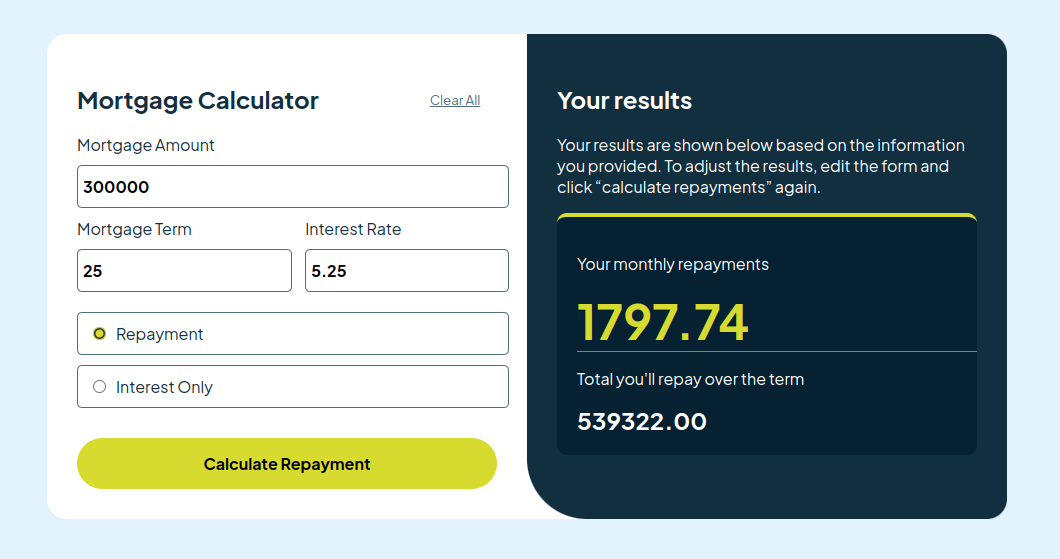 Mortgage Calculator
Clear All
Mortgage Amount
300000
Mortgage Term
Interest Rate
25
5.25
Repayment
Interest Only
Calculate Repayment
Your results
Your results are shown below based on the information
you provided. To adjust the results, edit the form and
click “calculate repayments” again.
Your monthly repayments
1797.74
Total you'll repay over the term
539322.00